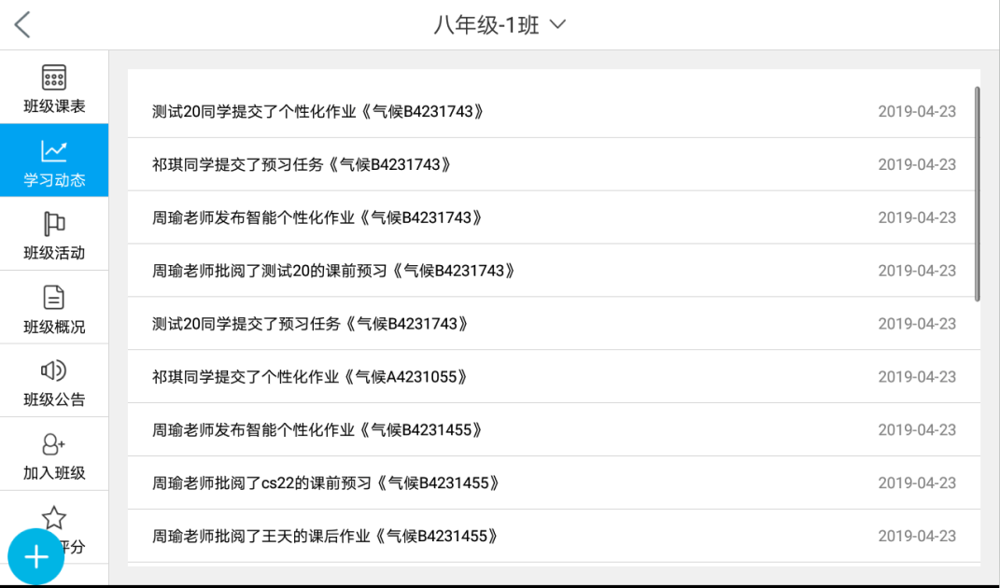 八年级-1班
班级课表
学习动态
班级活动
班级概况
班级公告
加入班级
评分
测试20同学提交了个性化作业《气候B4231743》 2019-04-23
祁琪同学提交了预习任务《气候B4231743》 2019-04-23
周瑜老师发布智能个性化作业《气候B4231743》 2019-04-23
周瑜老师批阅了测试20的课前预习《气候B4231743》 2019-04-23
测试20同学提交了预习任务《气候B4231743》 2019-04-23
祁琪同学提交了个性化作业《气候A4231055》 2019-04-23
周瑜老师发布智能个性化作业《气候B4231455》 2019-04-23
周瑜老师批阅了cs22的课前预习《气候B4231455》 2019-04-23
周瑜老师批阅了王天的课后作业《气候B4231455》 2019-04-23